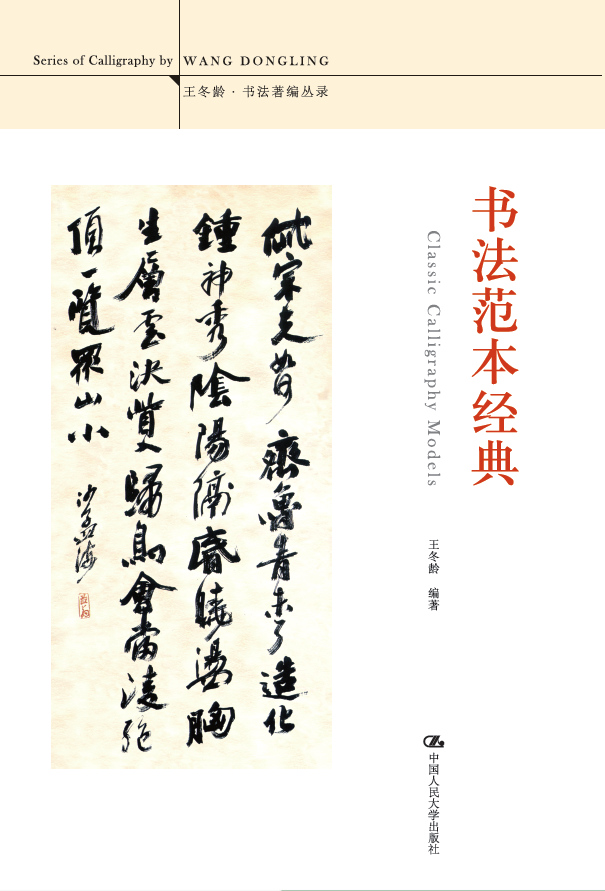 Series of Calligraphy by WANG DONGLING
王冬龄·书法著编丛录
书法范本经典
Classic Calligraphy Models
王冬龄 编著
中国人民大学出版社
岱宗夫如何齊魯青未了造化
鍾神秀陰陽割昏曉盪胸
生層雲決眥入歸鳥會當凌絕
頂一覽眾山小
沙孟海